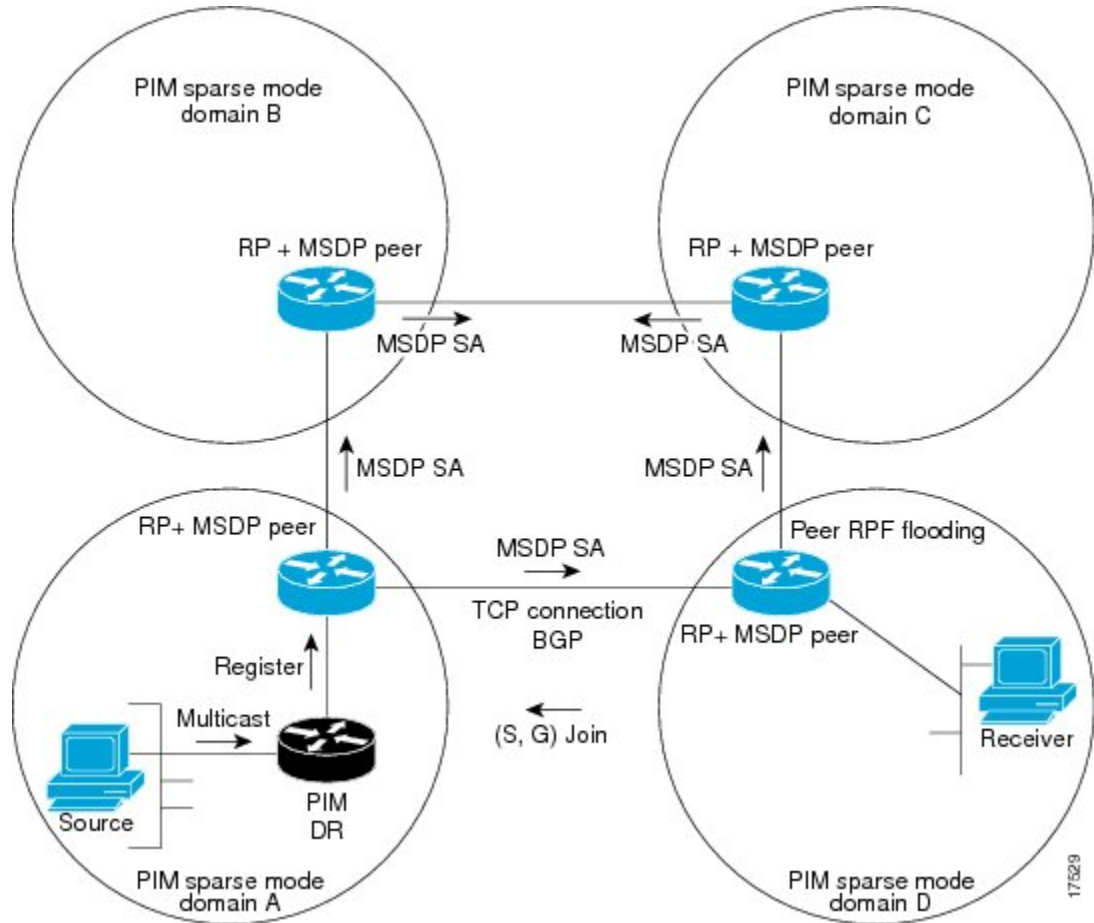 PIM sparse mode
domain B
PIM sparse mode
domain C
RP + MSDP peer
RP + MSDP peer
MSDP SA
MSDP SA
MSDP SA
MSDP SA
RP+ MSDP peer
Peer RPF flooding
MSDP SA
TCP connection
BGP
RP+ MSDP peer
Register
Multicast
(S, G) Join
Receiver
Source
PIM
DR
PIM sparse mode
domain A
PIM sparse mode
domain D
17529